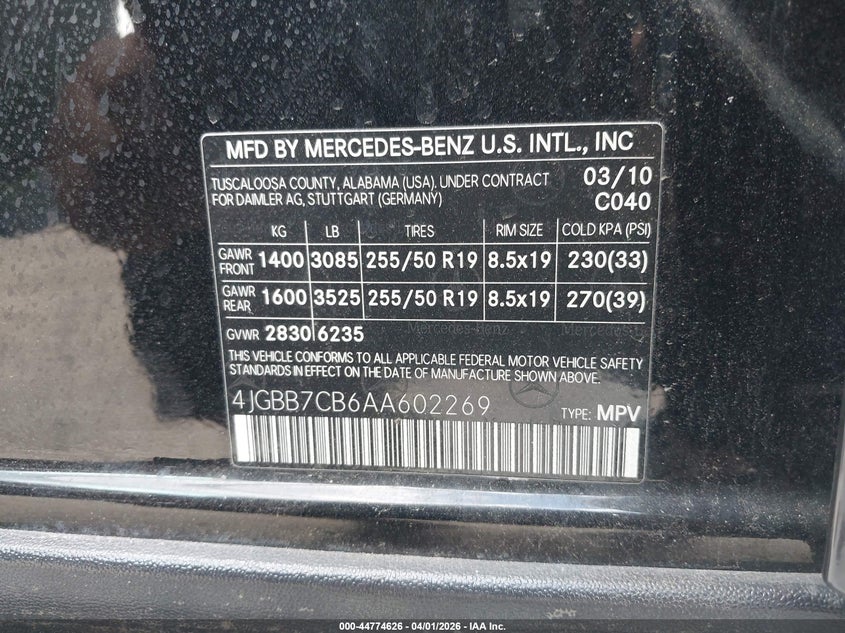 MFD BY MERCEDES-BENZ U.S. INTL., INC
TUSCALOOSA COUNTY, ALABAMA (USA), UNDER CONTRACT 03/10
FOR DAIMLER AG, STUTTGART (GERMANY) C040
KG LB TIRES RIM SIZE COLD KPA (PSI)
GAWR FRONT 1400 3085 255/50 R19 8.5x19 230(33)
GAWR REAR 1600 3525 255/50 R19 8.5x19 270(39)
GVWR 2830 6235 Mercedes-benz Mercedes-benz
THIS VEHICLE CONFORMS TO ALL APPLICABLE FEDERAL MOTOR VEHICLE SAFETY
STANDARDS IN EFFECT ON THE DATE OF MANUFACTURE SHOWN ABOVE.
4JGBB7CB6AA602269 TYPE: MPV
000-44774626 - 04/01/2026 - IAA Inc.